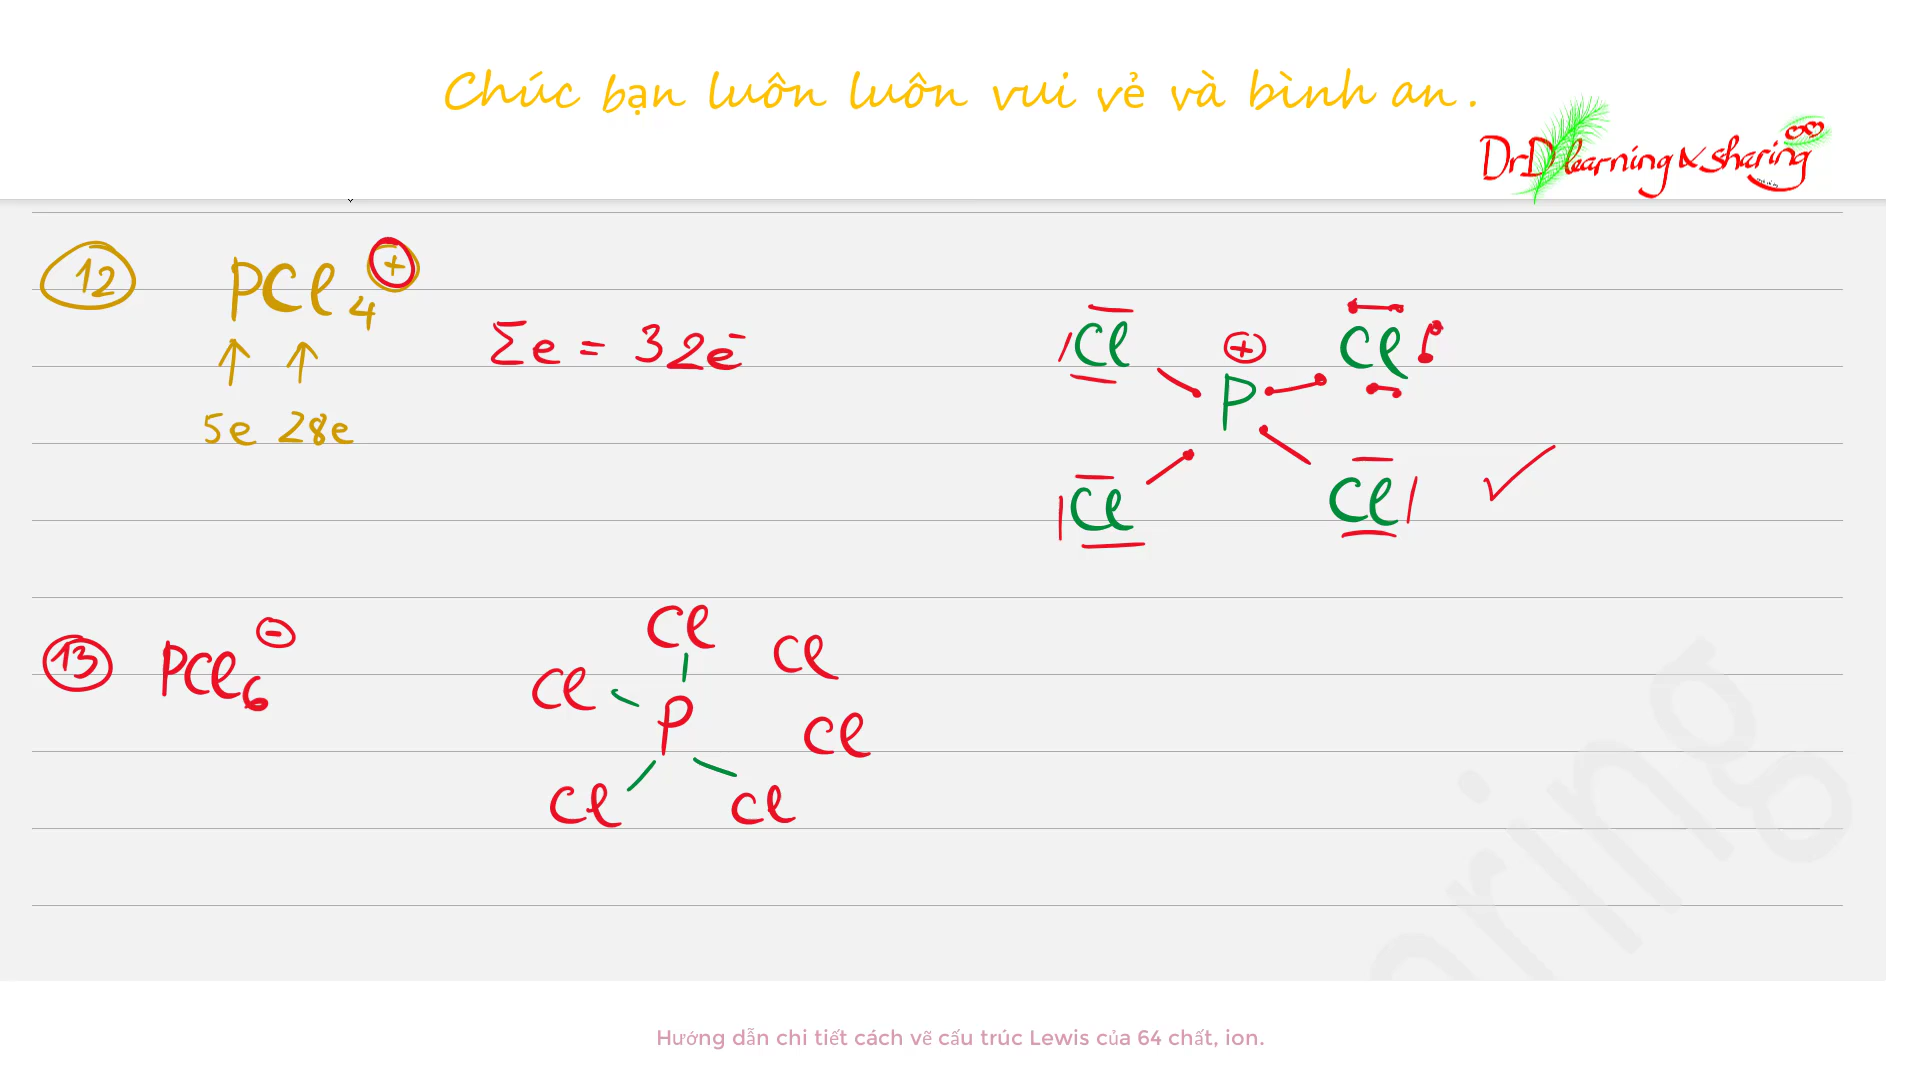 Chúc bạn luôn luôn vui vẻ và bình an.
DrD learning & sharing
12 PCl4 +
5e 28e
Σe = 32e-
Cl Cl
+
P
Cl Cl
13 PCl6 -
Cl
Cl Cl
P Cl
Cl Cl
ring
Hướng dẫn chi tiết cách vẽ cấu trúc Lewis của 64 chất, ion.